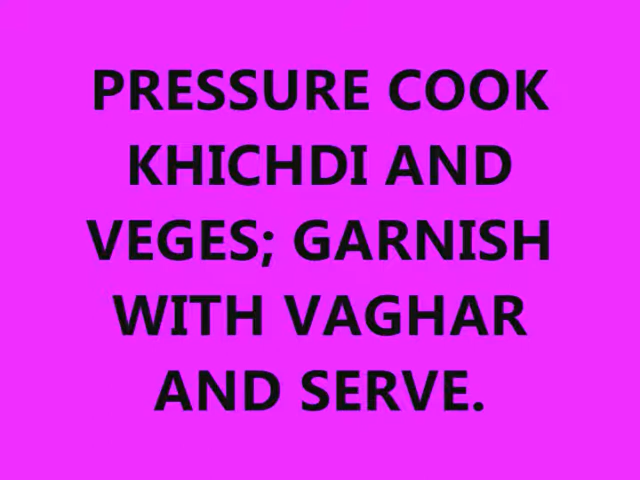 PRESSURE COOK
KHICHDI AND
VEGES; GARNISH
WITH VAGHAR
AND SERVE.